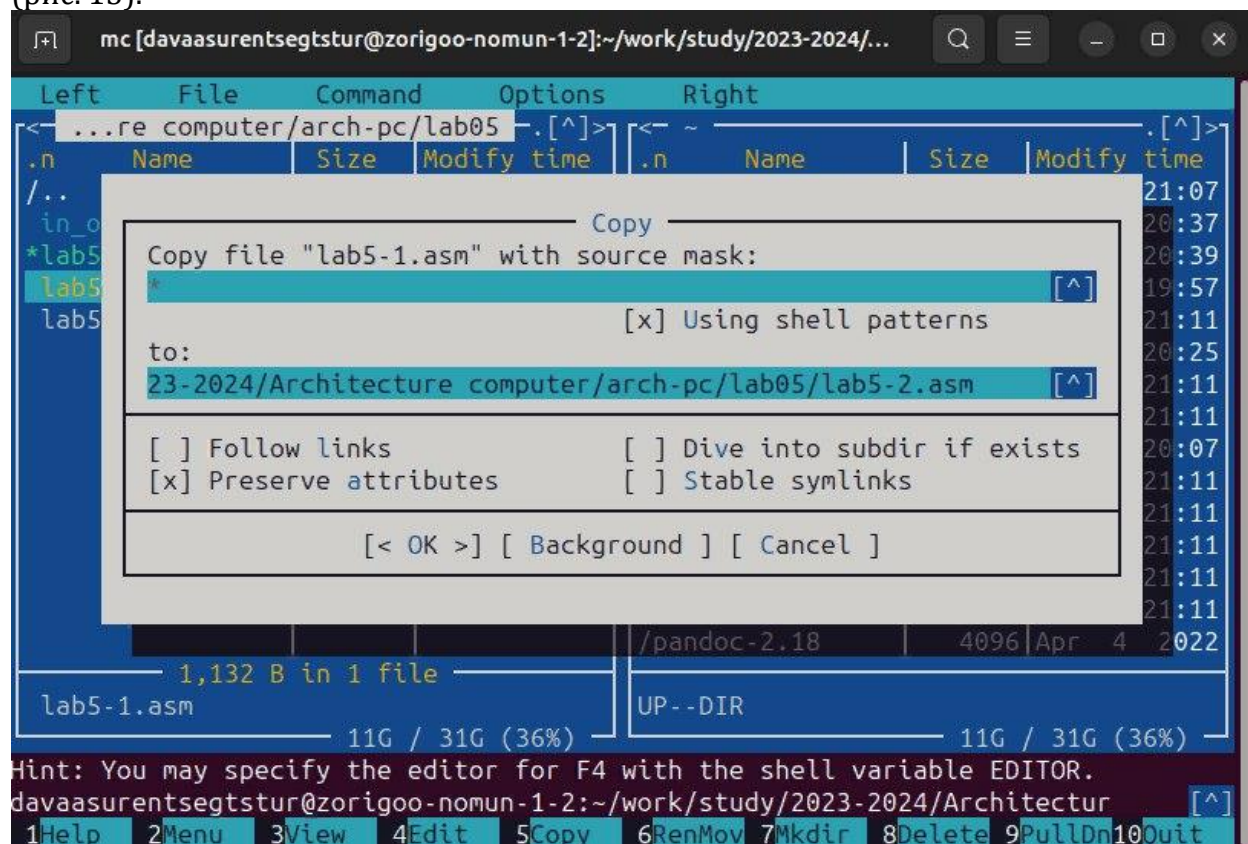 (рис. 15).
mc [davaasurentsegtstur@zorigoo-nomun-1-2]:~/work/study/2023-2024/...
Left File Command Options Right
<- ...re computer/arch-pc/lab05 -.[^]> <- ~ .[^]>
.n Name Size Modify time .n Name Size Modify time
/.. 21:07
Copy
in_o 20:37
*lab5 Copy file "lab5-1.asm" with source mask: 20:39
lab5 * [^] 19:57
lab5 [x] Using shell patterns 21:11
to: 20:25
23-2024/Architecture computer/arch-pc/lab05/lab5-2.asm [^] 21:11
21:11
[ ] Follow links [ ] Dive into subdir if exists 20:07
[x] Preserve attributes [ ] Stable symlinks 21:11
21:11
[< OK >] [ Background ] [ Cancel ] 21:11
21:11
21:11
/pandoc-2.18 4096 Apr 4 2022
1,132 B in 1 file
lab5-1.asm UP--DIR
11G / 31G (36%) 11G / 31G (36%)
Hint: You may specify the editor for F4 with the shell variable EDITOR.
davaasurentsegtstur@zorigoo-nomun-1-2:~/work/study/2023-2024/Architectur [^]
1Help 2Menu 3View 4Edit 5Copy 6RenMov 7Mkdir 8Delete 9PullDn 10Quit